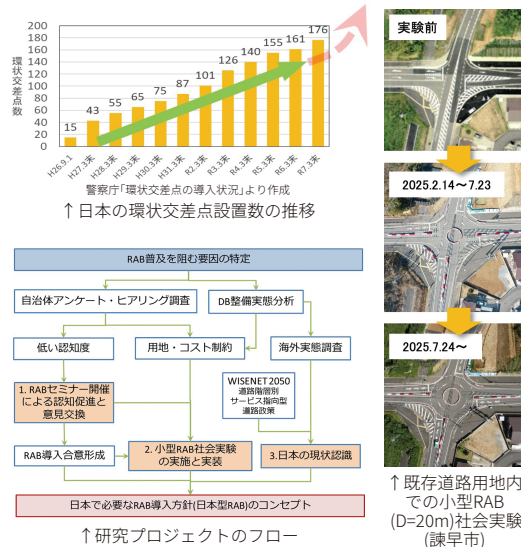 200
180
160
140
120
100
80
60
40
20
0
環状交差点数
15
43
55
65
75
87
101
126
140
155
161
176
H26.9.1
H27.3末
H28.3末
H29.3末
H30.3末
H31.3末
R2.3末
R3.3末
R4.3末
R5.3末
R6.3末
R7.3末
警察庁「環状交差点の導入状況」より作成
↑日本の環状交差点設置数の推移
RAB普及を阻む要因の特定
自治体アンケート・ヒアリング調査
DB整備実態分析
低い認知度
用地・コスト制約
海外実態調査
1. RABセミナー開催
による認知促進と
意見交換
WISENET2050
道路階層別
サービス指向型
道路政策
RAB導入合意形成
2. 小型RAB社会実験
の実施と実装
3.日本の現状認識
日本で必要なRAB導入方針(日本型RAB)のコンセプト
↑研究プロジェクトのフロー
実験前
2025.2.14～7.23
2025.7.24～
↑既存道路用地内
での小型RAB
(D=20m)社会実験
(諫早市)